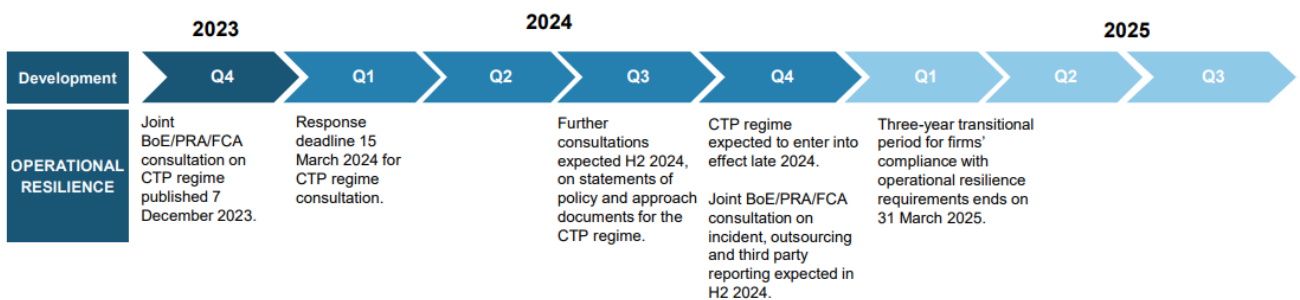 2023
2024
2025
Development
Q4
Q1
Q2
Q3
Q4
Q1
Q2
Q3
OPERATIONAL
RESILIENCE
Joint
BoE/PRA/FCA
consultation on
CTP regime
published 7
December 2023.
Response
deadline 15
March 2024 for
CTP regime
consultation.
Further
consultations
expected H2 2024,
on statements of
policy and approach
documents for the
CTP regime.
CTP regime
expected to enter into
effect late 2024.
Joint BoE/PRA/FCA
consultation on
incident, outsourcing
and third party
reporting expected in
H2 2024.
Three-year transitional
period for firms'
compliance with
operational resilience
requirements ends on
31 March 2025.